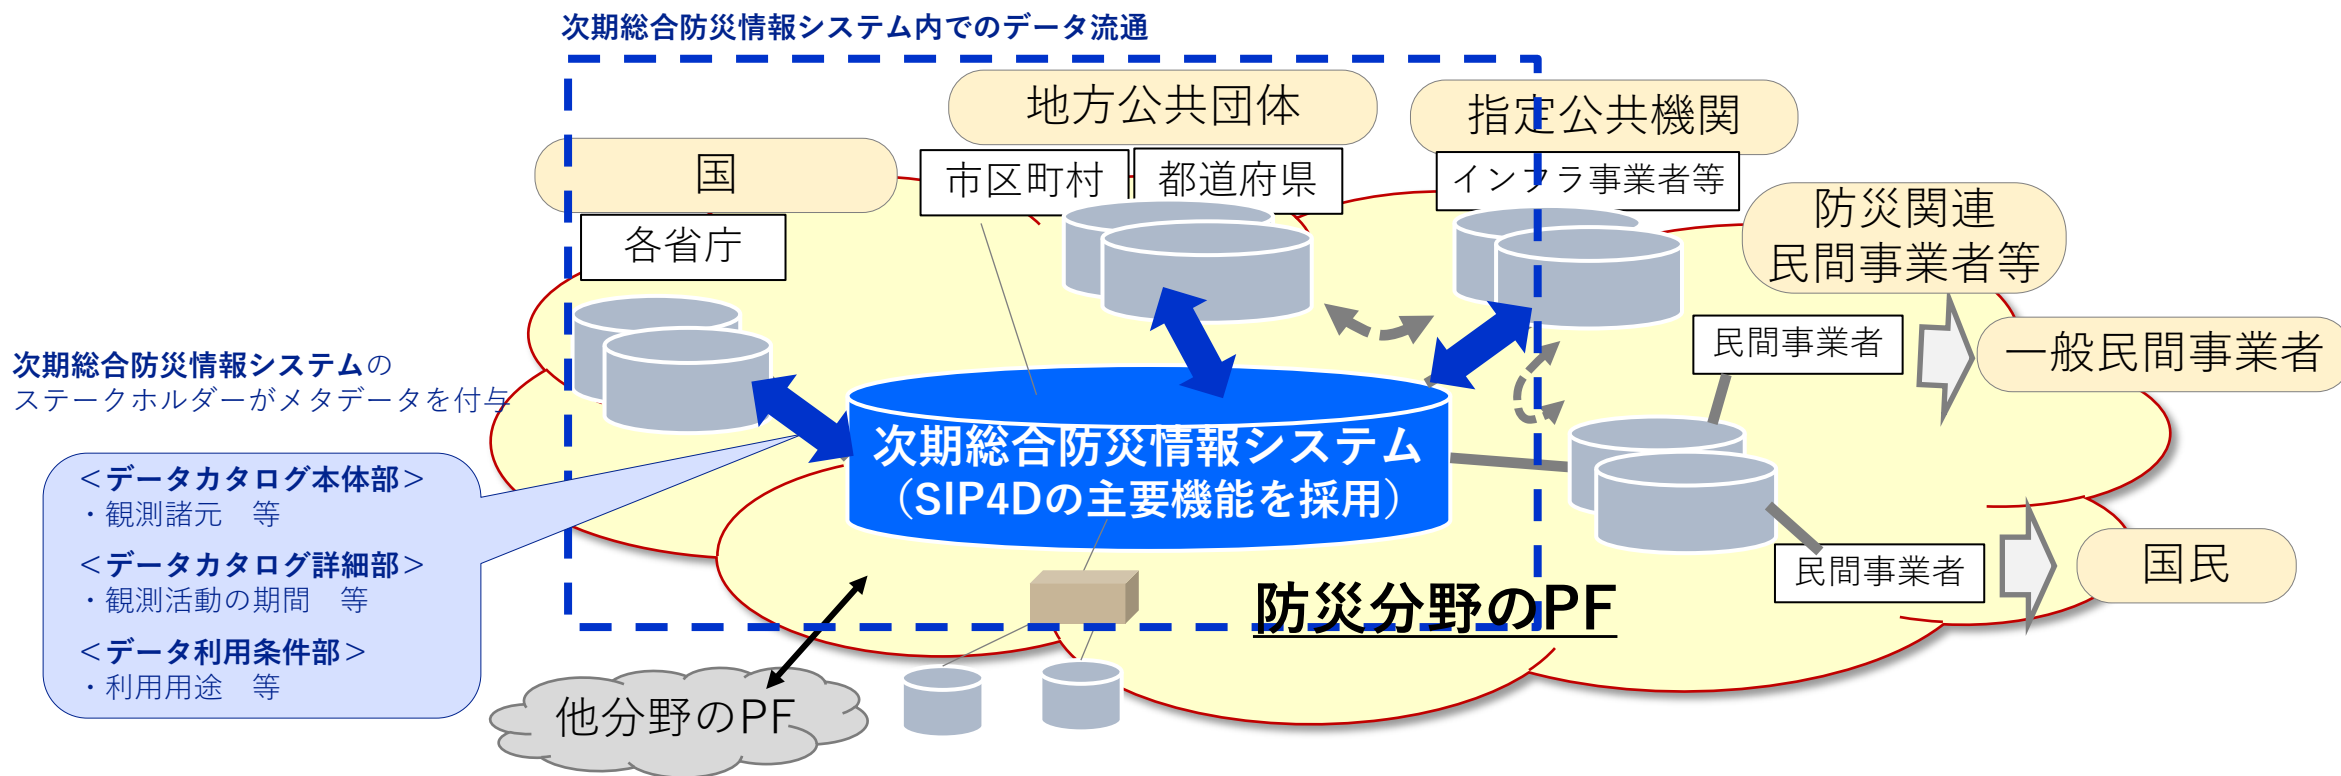 次期総合防災情報システム内でのデータ流通
地方公共団体
指定公共機関
国
市区町村
都道府県
インフラ事業者等
防災関連
民間事業者等
各省庁
民間事業者
一般民間事業者
次期総合防災情報システムの
ステークホルダーがメタデータを付与
次期総合防災情報システム
（SIP4Dの主要機能を採用）
＜データカタログ本体部＞
・観測諸元　等
＜データカタログ詳細部＞
・観測活動の期間　等
＜データ利用条件部＞
・利用用途　等
民間事業者
国民
防災分野のPF
他分野のPF